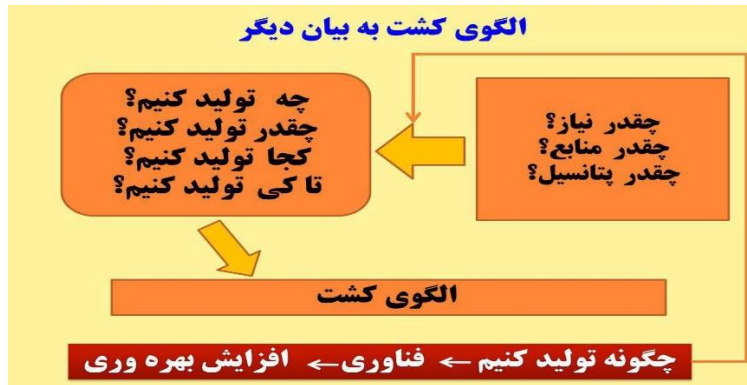 الگوی کشت به بیان دیگر
چقدر نیاز؟
چقدر منابع؟
چقدر پتانسیل؟
چه تولید کنیم؟
چقدر تولید کنیم؟
کجا تولید کنیم؟
تا کی تولید کنیم؟
الگوی کشت
چگونه تولید کنیم ← فناوری ← افزایش بهره وری